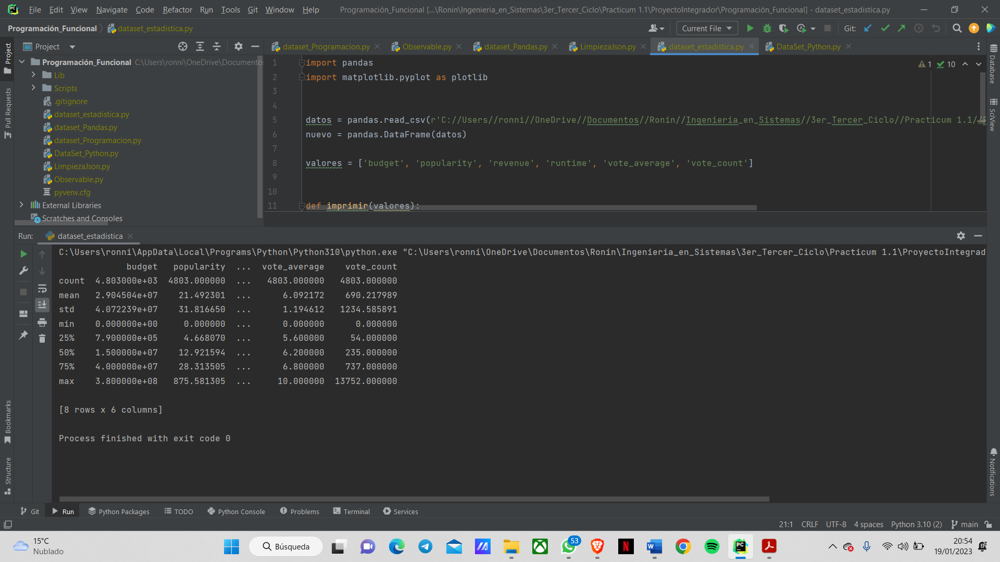 File Edit View Navigate Code Refactor Run Tools Git Window Help Programación_Funcional [...\Ronin\Ingenieria_en_Sistemas\3er_Tercer_Ciclo\Practicum 1.1\ProyectoIntegrador\Programación_Funcional] - dataset_estadistica.py
Programación_Funcional dataset_estadistica.py Current File Git:
Project
dataset_Programacion.py Observable.py dataset_Pandas.py LimpiezaJson.py dataset_estadistica.py DataSet_Python.py
Project
Pull Requests
Programación_Funcional C:\Users\ronni\OneDrive\Documentos
Lib
Scripts
.gitignore
dataset_estadistica.py
dataset_Pandas.py
dataset_Programacion.py
DataSet_Python.py
LimpiezaJson.py
Observable.py
pyvenv.cfg
External Libraries
Scratches and Consoles
1 import pandas
2 import matplotlib.pyplot as plotlib
3
4
5 datos = pandas.read_csv(r'C://Users//ronni//OneDrive//Documentos//Ronin//Ingenieria_en_Sistemas//3er_Tercer_Ciclo//Practicum 1.1//
6 nuevo = pandas.DataFrame(datos)
7
8 valores = ['budget', 'popularity', 'revenue', 'runtime', 'vote_average', 'vote_count']
9
10
11 def imprimir(valores):
1 10
Database
SciView
Run: dataset_estadistica
C:\Users\ronni\AppData\Local\Programs\Python\Python310\python.exe "C:\Users\ronni\OneDrive\Documentos\Ronin\Ingenieria_en_Sistemas\3er_Tercer_Ciclo\Practicum 1.1\ProyectoIntegrad
budget popularity ... vote_average vote_count
count 4.803000e+03 4803.000000 ... 4803.000000 4803.000000
mean 2.904504e+07 21.492301 ... 6.092172 690.217989
std 4.072239e+07 31.816650 ... 1.194612 1234.585891
min 0.000000e+00 0.000000 ... 0.000000 0.000000
25% 7.900000e+05 4.668070 ... 5.600000 54.000000
50% 1.500000e+07 12.921594 ... 6.200000 235.000000
75% 4.000000e+07 28.313505 ... 6.800000 737.000000
max 3.800000e+08 875.581305 ... 10.000000 13752.000000
[8 rows x 6 columns]
Process finished with exit code 0
Bookmarks
Structure
Notifications
Git Run Python Packages TODO Python Console Problems Terminal Services
21:1 CRLF UTF-8 4 spaces Python 3.10 (2) main
15°C
Nublado
Búsqueda
53
20:54
19/01/2023